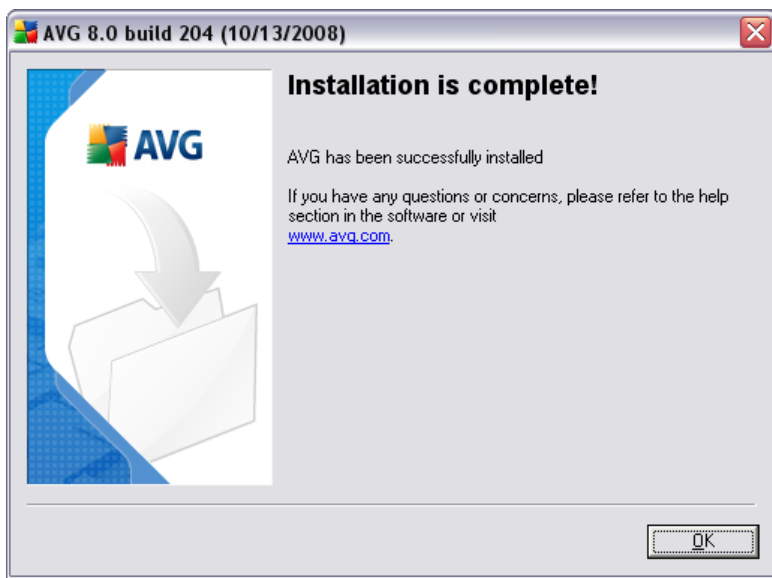 AVG 8.0 build 204 (10/13/2008)
Installation is complete!
AVG
AVG has been successfully installed
If you have any questions or concerns, please refer to the help
section in the software or visit
www.avg.com.
OK